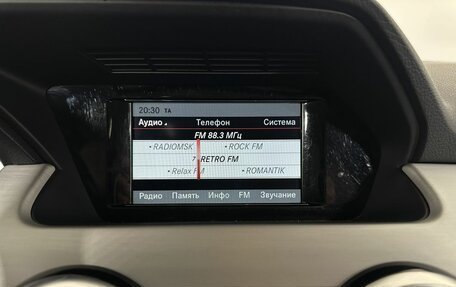 20:30 TA
Аудио Телефон Система
FM 88.3 МГц
• RADIOMSK • ROCK FM
7 RETRO FM
• Relax FM • ROMANTIK
Радио Память Инфо FM Звучание